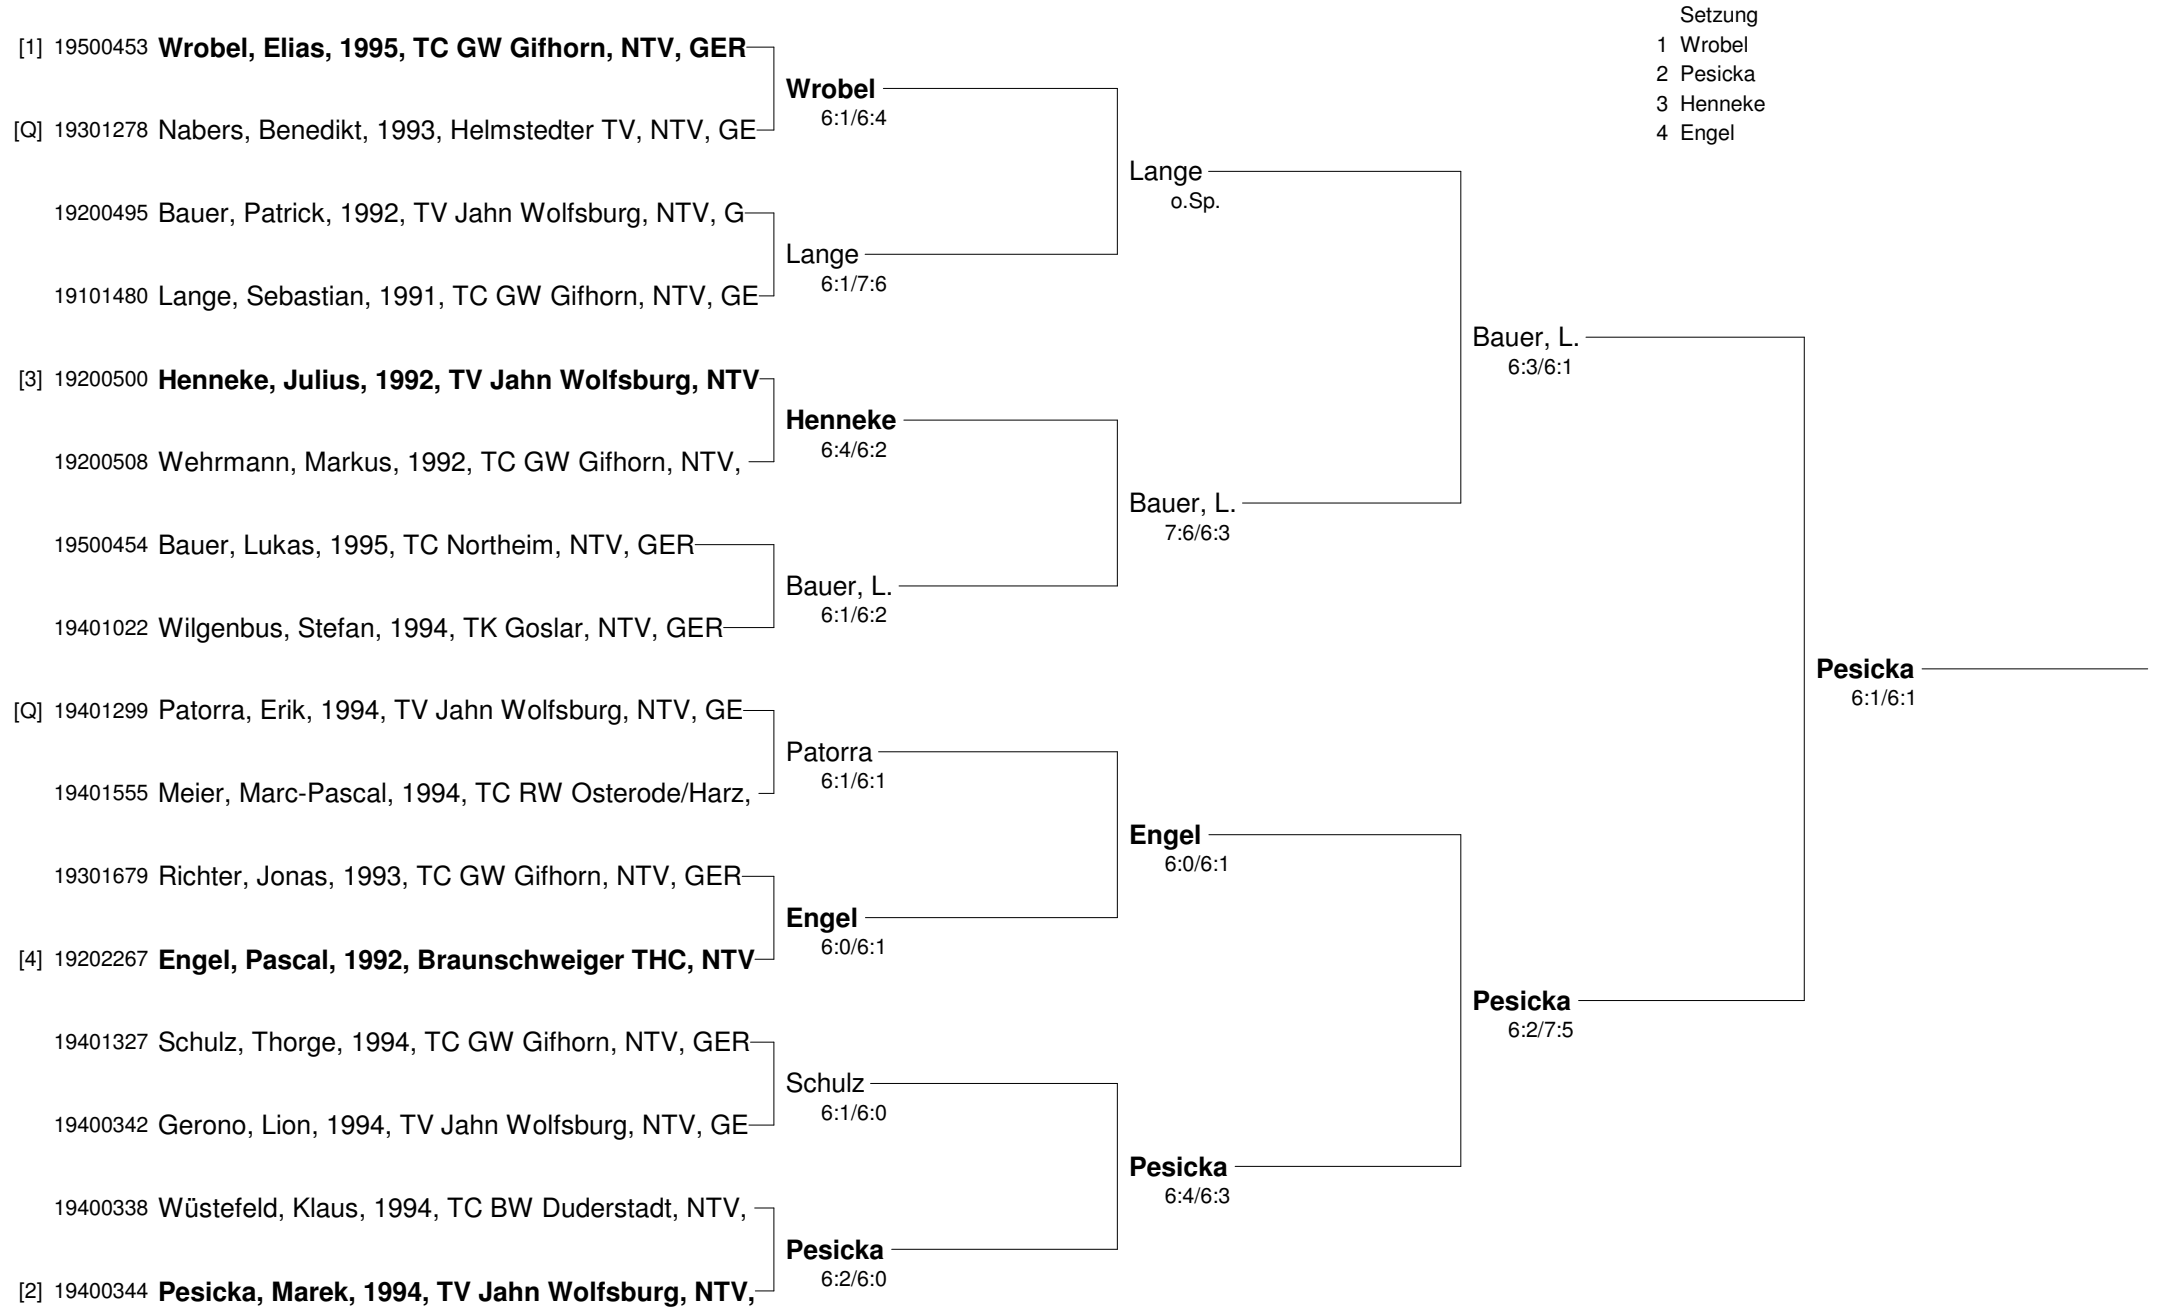 Setzung
1 Wrobel
2 Pesicka
3 Henneke
4 Engel
[1] 19500453 Wrobel, Elias, 1995, TC GW Gifhorn, NTV, GER
Wrobel
6:1/6:4
[Q] 19301278 Nabers, Benedikt, 1993, Helmstedter TV, NTV, GE
Lange
o.Sp.
19200495 Bauer, Patrick, 1992, TV Jahn Wolfsburg, NTV, G
Lange
6:1/7:6
19101480 Lange, Sebastian, 1991, TC GW Gifhorn, NTV, GE
Bauer, L.
6:3/6:1
[3] 19200500 Henneke, Julius, 1992, TV Jahn Wolfsburg, NTV
Henneke
6:4/6:2
19200508 Wehrmann, Markus, 1992, TC GW Gifhorn, NTV,
Bauer, L.
7:6/6:3
19500454 Bauer, Lukas, 1995, TC Northeim, NTV, GER
Bauer, L.
6:1/6:2
19401022 Wilgenbus, Stefan, 1994, TK Goslar, NTV, GER
Pesicka
6:1/6:1
[Q] 19401299 Patorra, Erik, 1994, TV Jahn Wolfsburg, NTV, GE
Patorra
6:1/6:1
19401555 Meier, Marc-Pascal, 1994, TC RW Osterode/Harz,
Engel
6:0/6:1
19301679 Richter, Jonas, 1993, TC GW Gifhorn, NTV, GER
Engel
6:0/6:1
[4] 19202267 Engel, Pascal, 1992, Braunschweiger THC, NTV
Pesicka
6:2/7:5
19401327 Schulz, Thorge, 1994, TC GW Gifhorn, NTV, GER
Schulz
6:1/6:0
19400342 Gerono, Lion, 1994, TV Jahn Wolfsburg, NTV, GE
Pesicka
6:4/6:3
19400338 Wüstefeld, Klaus, 1994, TC BW Duderstadt, NTV,
Pesicka
6:2/6:0
[2] 19400344 Pesicka, Marek, 1994, TV Jahn Wolfsburg, NTV,